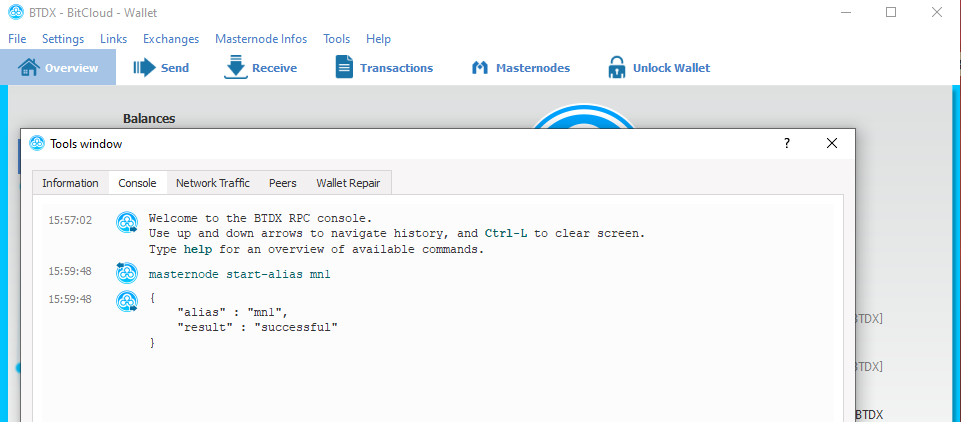 BTDX - BitCloud - Wallet
File Settings Links Exchanges Masternode Infos Tools Help
Overview Send Receive Transactions Masternodes Unlock Wallet
Balances
Tools window
Information Console Network Traffic Peers Wallet Repair
15:57:02 Welcome to the BTDX RPC console.
Use up and down arrows to navigate history, and Ctrl-L to clear screen.
Type help for an overview of available commands.
15:59:48 masternode start-alias mn1
15:59:48 {
"alias" : "mn1",
"result" : "successful"
}
BTDX]
BTDX]
BTDX